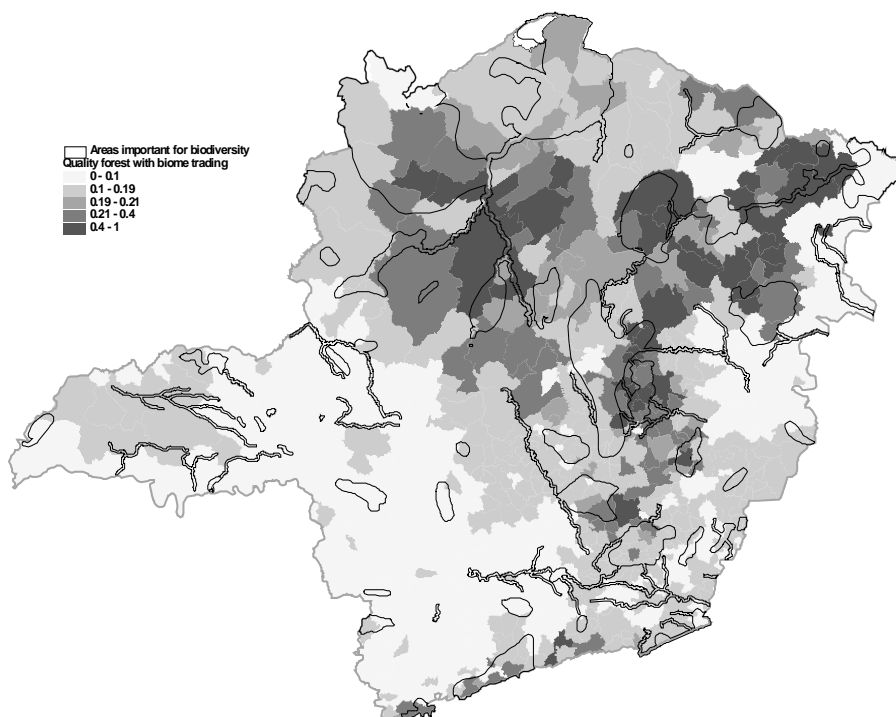 Areas important for biodiversity
Quality forest with biome trading
0 - 0.1
0.1 - 0.19
0.19 - 0.21
0.21 - 0.4
0.4 - 1